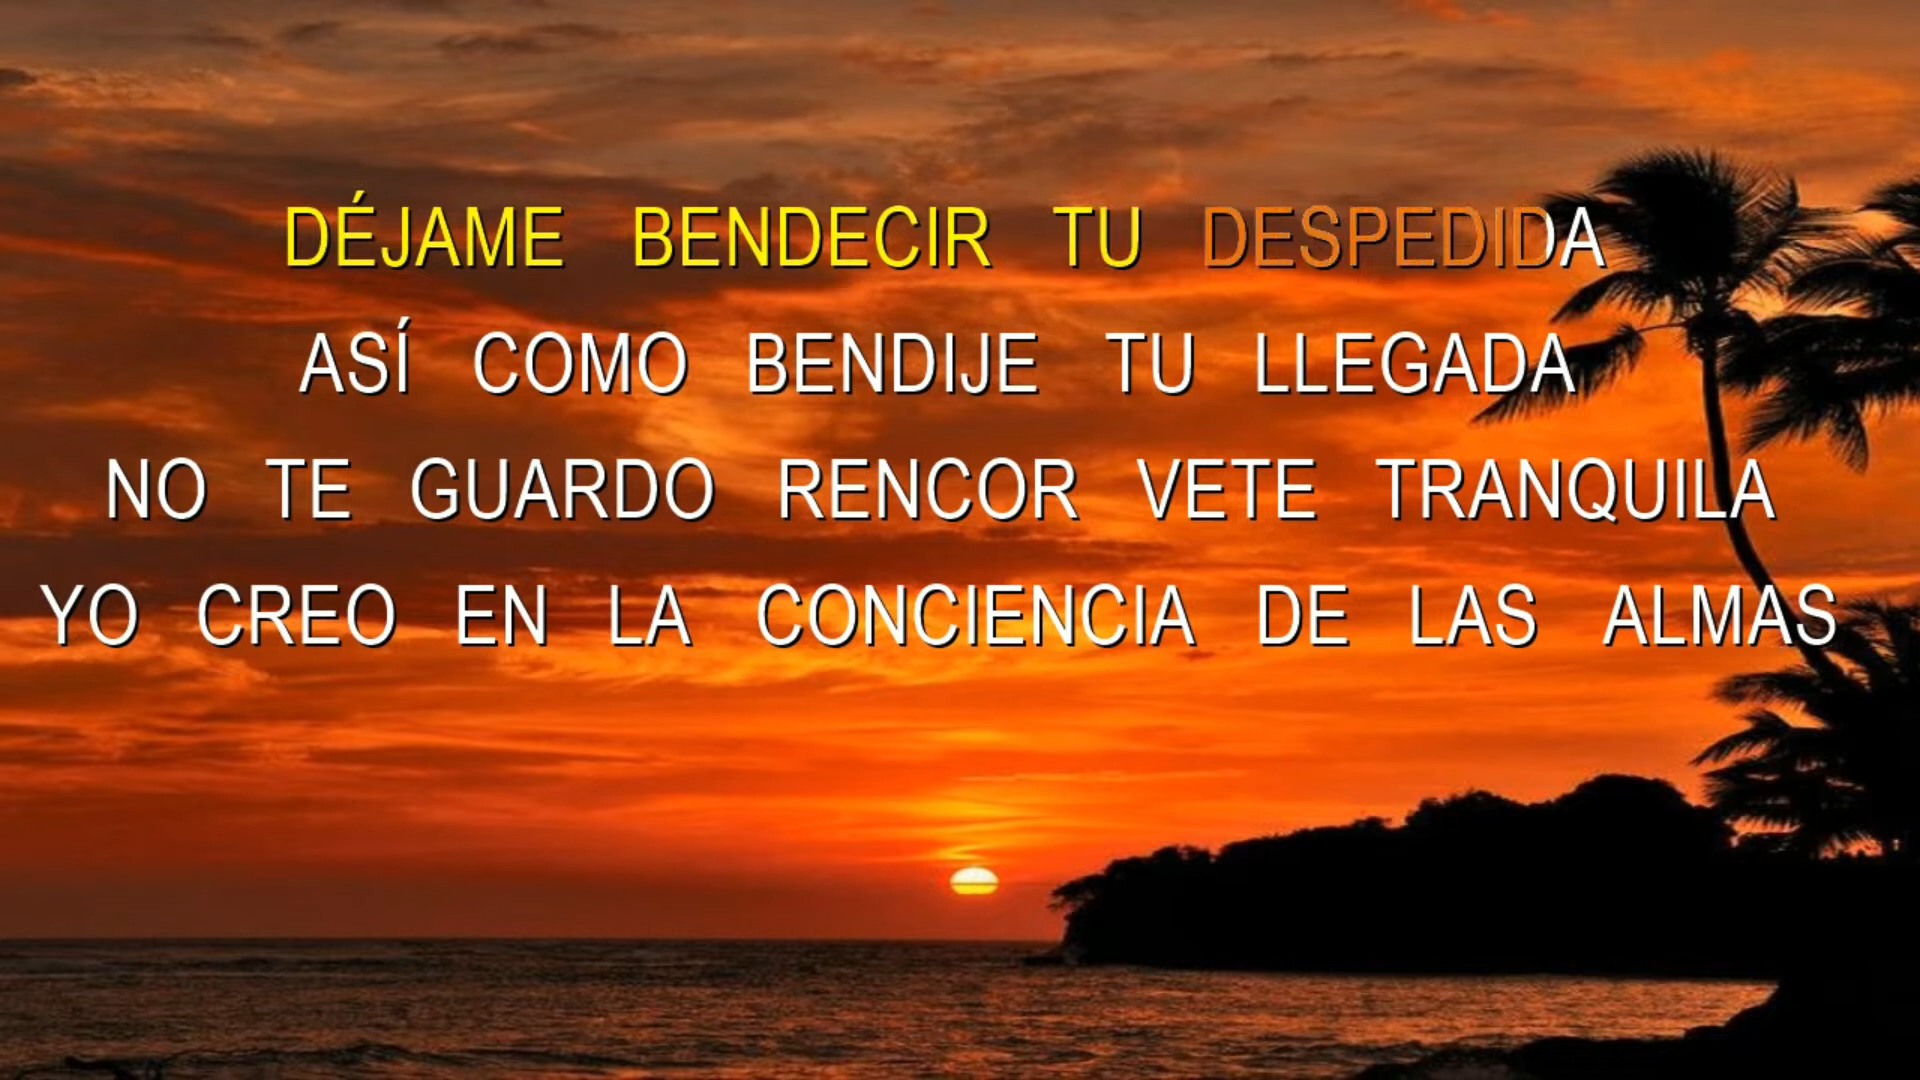 DÉJAME BENDECIR TU DESPEDIDA
ASÍ COMO BENDIJE TU LLEGADA
NO TE GUARDO RENCOR VETE TRANQUILA
YO CREO EN LA CONCIENCIA DE LAS ALMAS